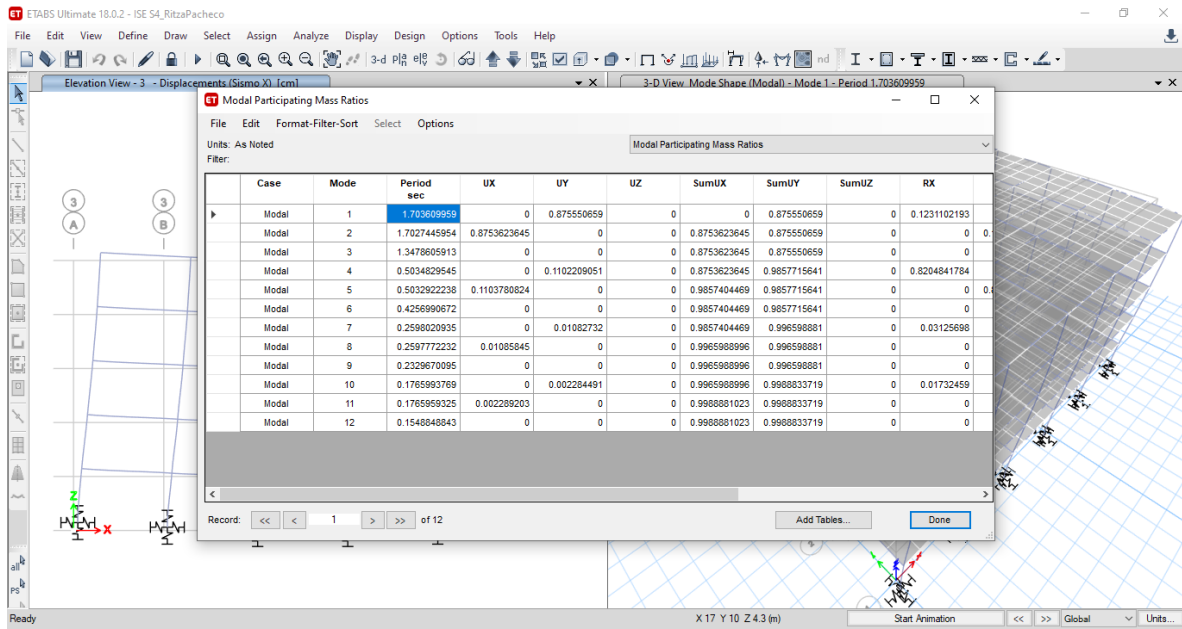 ETABS Ultimate 18.0.2 - ISE S4_RitzaPacheco
File Edit View Define Draw Select Assign Analyze Display Design Options Tools Help
3-d nd
Elevation View - 3 - Displacements (Sismo X) [cm]
3-D View Mode Shape (Modal) - Mode 1 - Period 1.703609959
Modal Participating Mass Ratios
File Edit Format-Filter-Sort Select Options
Units: As Noted
Modal Participating Mass Ratios
Filter:
Case Mode Period sec UX UY UZ SumUX SumUY SumUZ RX
Modal 1 1.703609959 0 0.875550659 0 0 0.875550659 0 0.1231102193
Modal 2 1.7027445954 0.8753623645 0 0 0.8753623645 0.875550659 0 0 0.
Modal 3 1.3478605913 0 0 0 0.8753623645 0.875550659 0 0
Modal 4 0.5034829545 0 0.1102209051 0 0.8753623645 0.9857715641 0 0.8204841784
Modal 5 0.5032922238 0.1103780824 0 0 0.9857404469 0.9857715641 0 0
Modal 6 0.4256990672 0 0 0 0.9857404469 0.9857715641 0 0
Modal 7 0.2598020935 0 0.01082732 0 0.9857404469 0.996598881 0 0.03125698
Modal 8 0.2597772232 0.01085845 0 0 0.9965988996 0.996598881 0 0
Modal 9 0.2329670095 0 0 0 0.9965988996 0.996598881 0 0
Modal 10 0.1765993769 0 0.002284491 0 0.9965988996 0.9988833719 0 0.01732459
Modal 11 0.1765959325 0.002289203 0 0 0.9988881023 0.9988833719 0 0
Modal 12 0.1548848843 0 0 0 0.9988881023 0.9988833719 0 0
Record: << < 1 > >> of 12
Add Tables...
Done
3
A
3
B
Z
X
all
PS
Ready
X 17 Y 10 Z 4.3 (m)
Start Animation
<< >>
Global
Units...